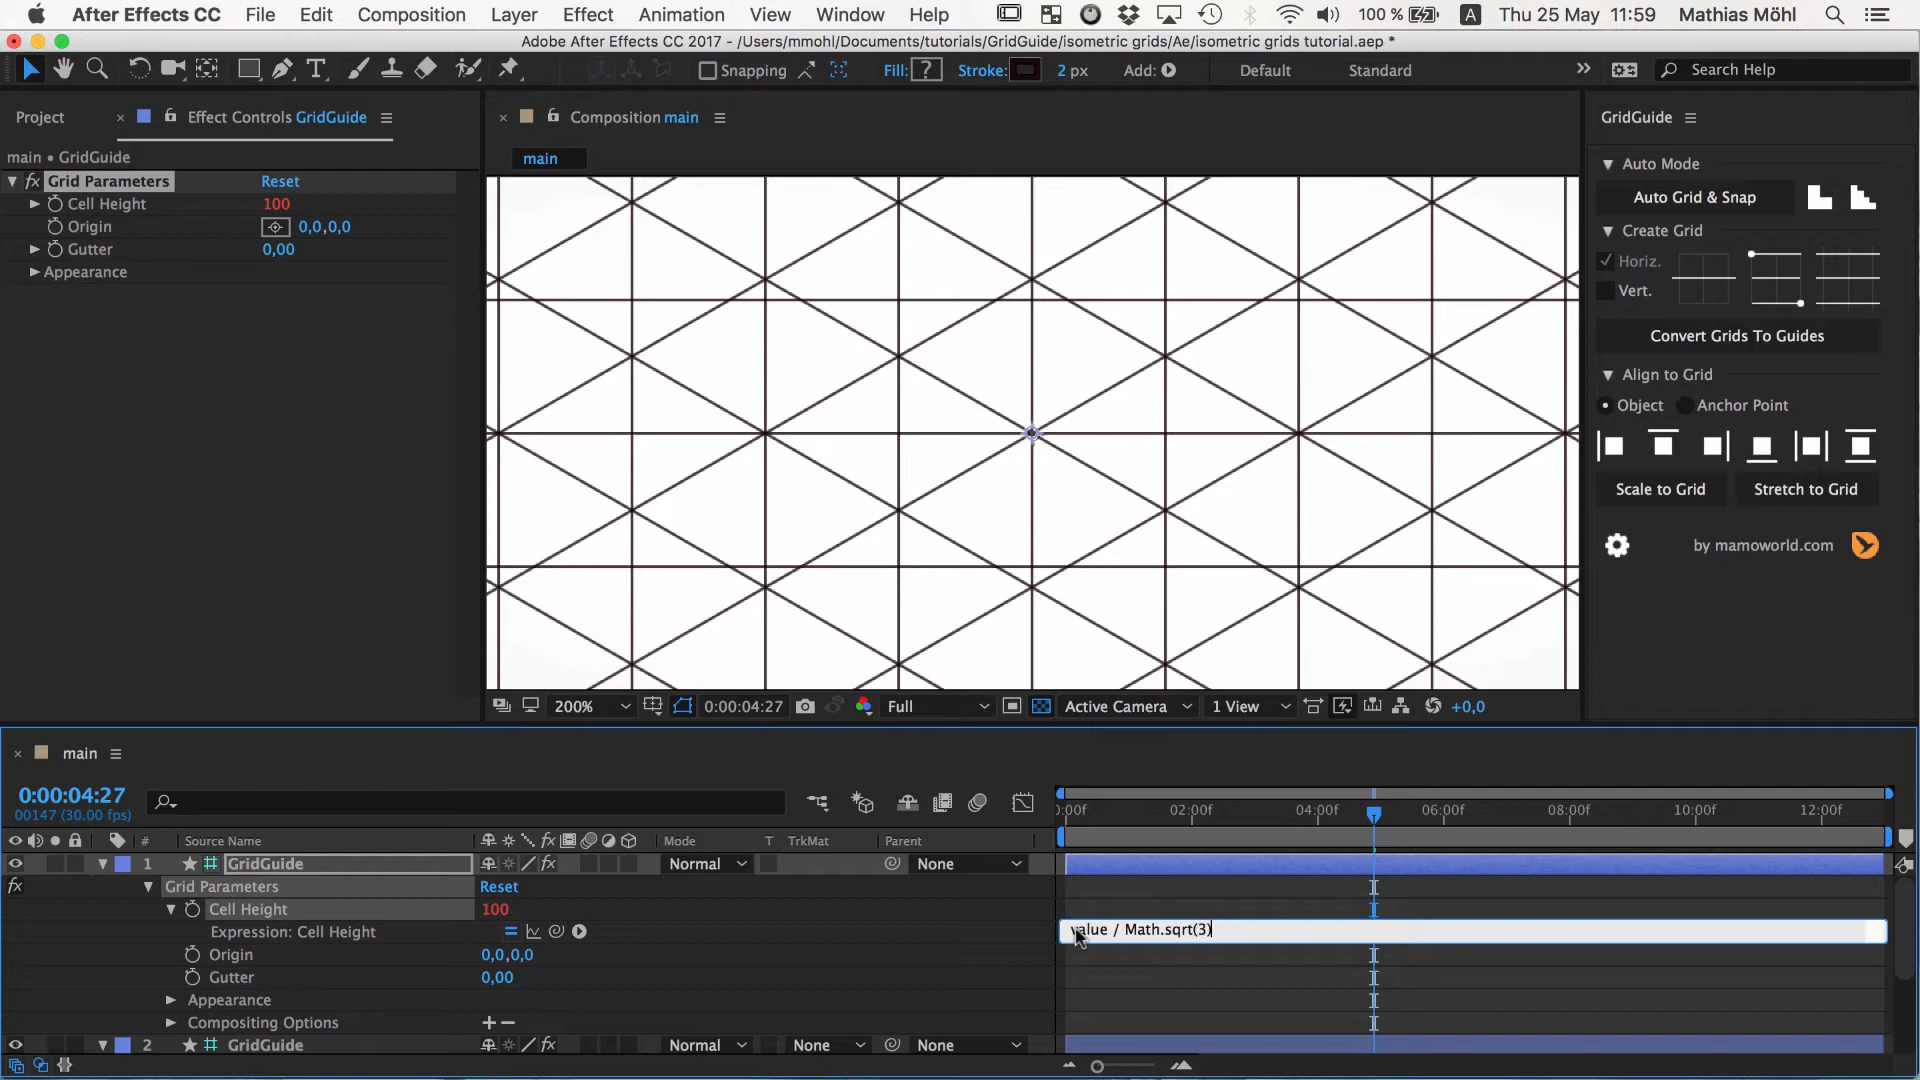 After Effects CC File Edit Composition Layer Effect Animation View Window Help 100 % A Thu 25 May 11:59 Mathias Möhl
Adobe After Effects CC 2017 - /Users/mmohl/Documents/tutorials/GridGuide/isometric grids/Ae/isometric grids tutorial.aep *
Snapping Fill: ? Stroke: 2 px Add: Default Standard Search Help
Project Effect Controls GridGuide
main • GridGuide
fx Grid Parameters Reset
Cell Height 100
Origin 0,0,0,0
Gutter 0,00
Appearance
Composition main
main
200% 0:00:04:27 Full Active Camera 1 View +0,0
GridGuide
Auto Mode
Auto Grid & Snap
Create Grid
Horiz.
Vert.
Convert Grids To Guides
Align to Grid
Object Anchor Point
Scale to Grid Stretch to Grid
by mamoworld.com
main
0:00:04:27
00147 (30.00 fps)
:00f 02:00f 04:00f 06:00f 08:00f 10:00f 12:00f
# Source Name fx Mode T TrkMat Parent
1 GridGuide fx Normal None
fx Grid Parameters Reset
Cell Height 100
Expression: Cell Height value / Math.sqrt(3)
Origin 0,0,0,0
Gutter 0,00
Appearance
Compositing Options
2 GridGuide fx Normal None None